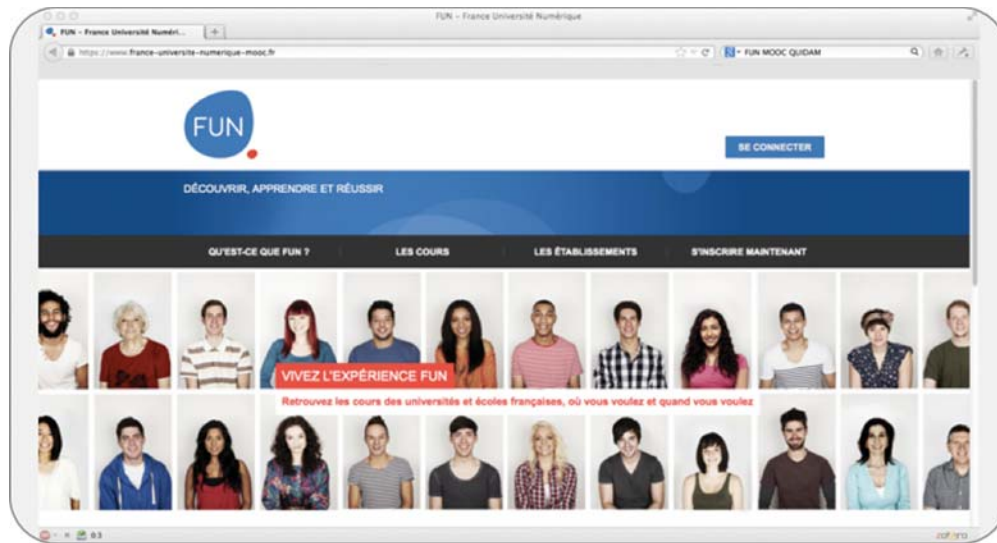 FUN – France Université Numérique
FUN – France Université Numéri...
https://www.france-universite-numerique-mooc.fr
FUN MOOC QUIDAM
FUN
SE CONNECTER
DÉCOUVRIR, APPRENDRE ET RÉUSSIR
QU'EST-CE QUE FUN ?
LES COURS
LES ÉTABLISSEMENTS
S'INSCRIRE MAINTENANT
VIVEZ L'EXPÉRIENCE FUN
Retrouvez les cours des universités et écoles françaises, où vous voulez et quand vous voulez
0.3
zotero